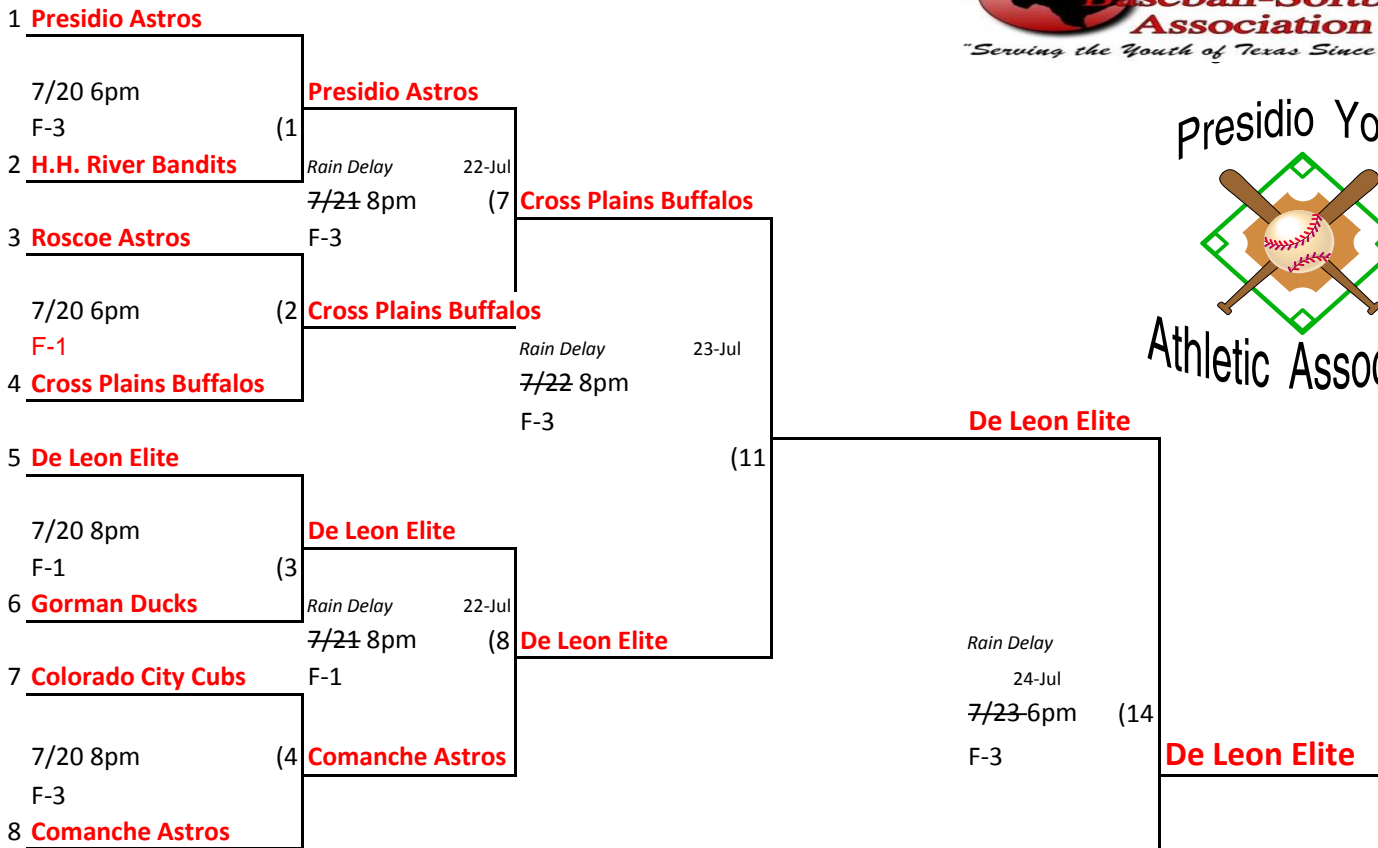 Association
"Serving the Youth of Texas Since
Presidio
Athletic
1 Presidio Astros
7/20 6pm
F-3 (1
2 H.H. River Bandits
Presidio Astros
Rain Delay 22-Jul
7/21 8pm (7
F-3
3 Roscoe Astros
7/20 6pm (2
F-1
4 Cross Plains Buffalos
Cross Plains Buffalos
Cross Plains Buffalos
Rain Delay 23-Jul
7/22 8pm
F-3
(11
5 De Leon Elite
7/20 8pm
F-1 (3
6 Gorman Ducks
De Leon Elite
Rain Delay 22-Jul
7/21 8pm (8
F-1
7 Colorado City Cubs
7/20 8pm (4
F-3
8 Comanche Astros
Comanche Astros
De Leon Elite
De Leon Elite
Rain Delay
24-Jul
7/23 6pm (14
F-3
De Leon Elite